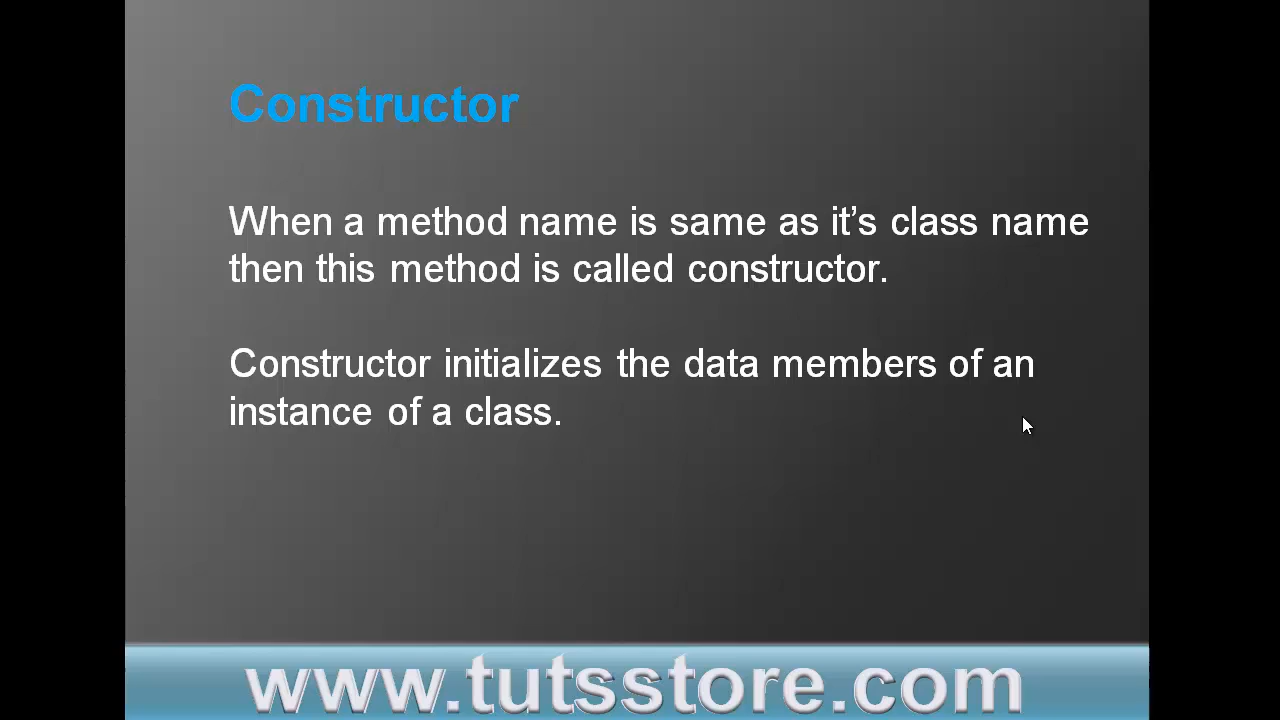 Constructor
When a method name is same as it’s class name
then this method is called constructor.
Constructor initializes the data members of an
instance of a class.
www.tutsstore.com